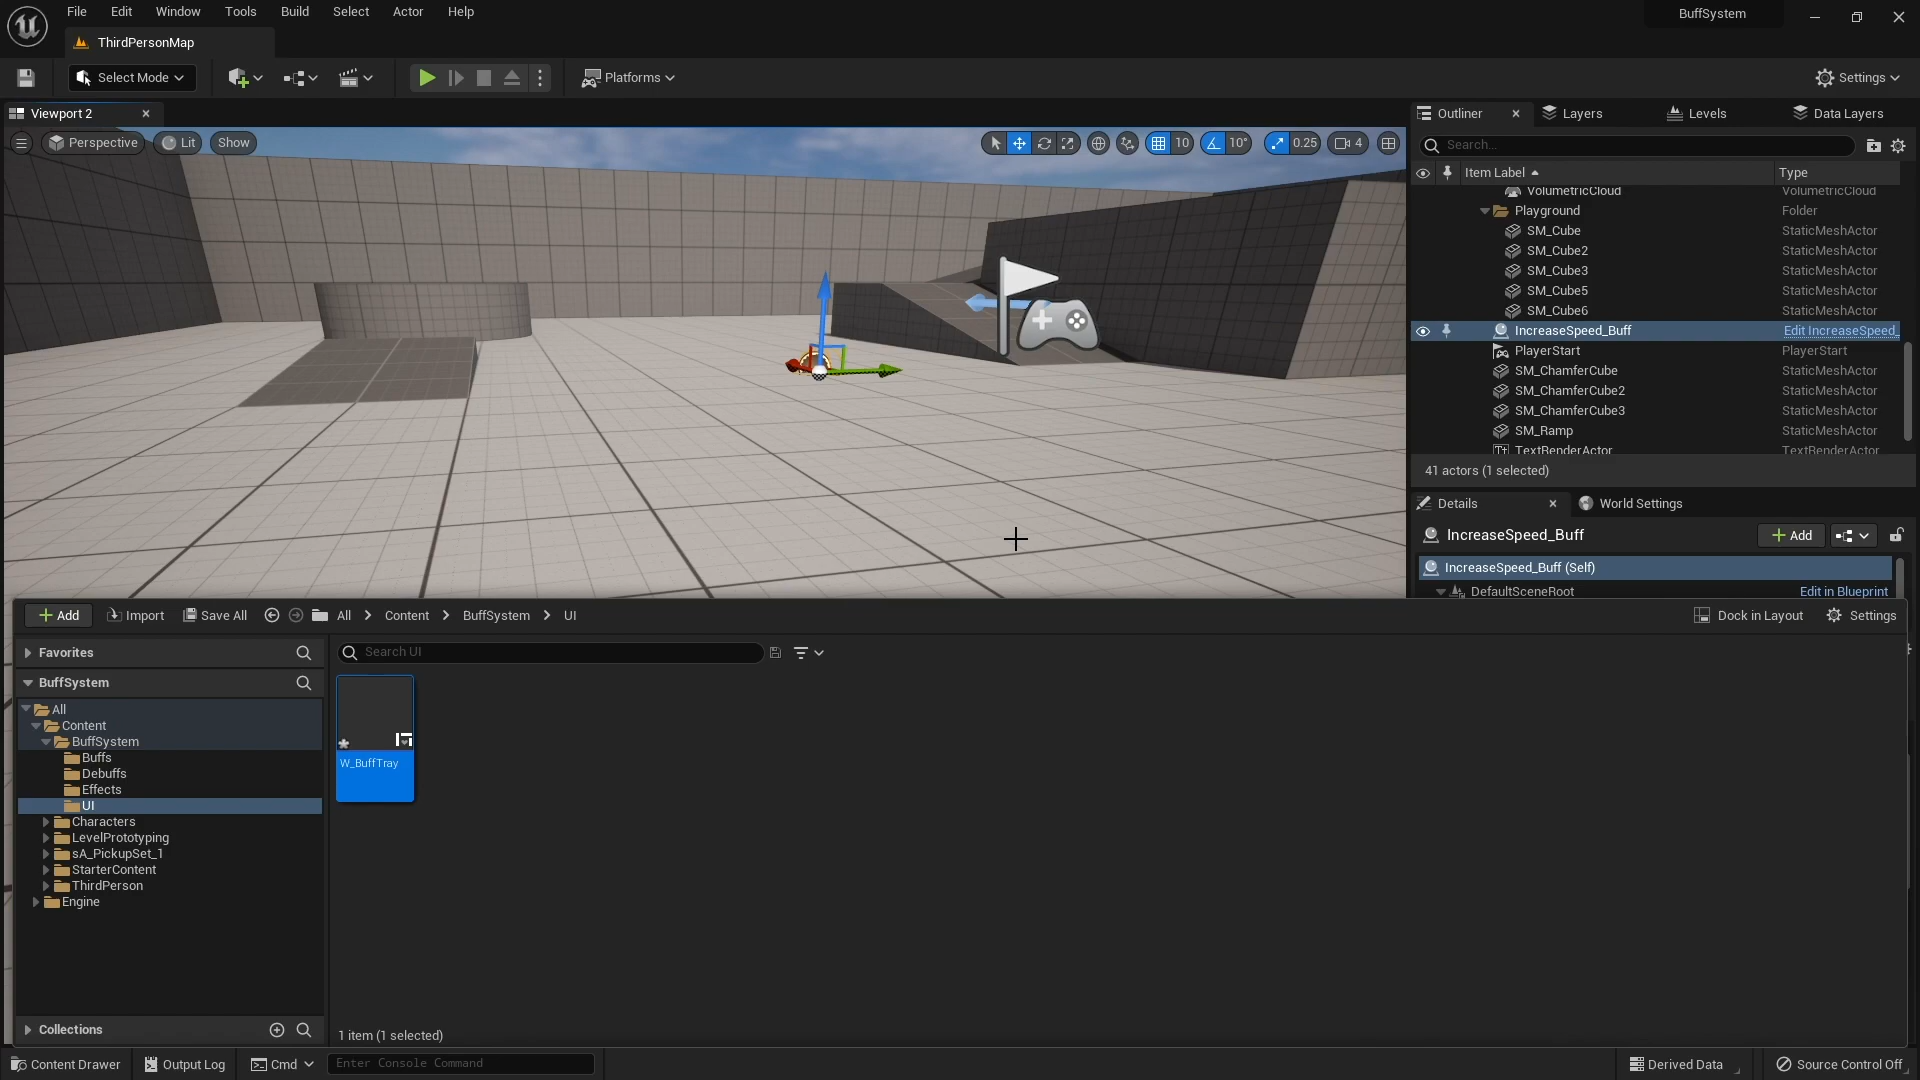 File Edit Window Tools Build Select Actor Help
BuffSystem
ThirdPersonMap
Select Mode
Platforms
Settings
Viewport 2
Outliner
Layers
Levels
Data Layers
Perspective
Lit
Show
10
10°
0.25
4
Search...
Item Label
Type
VolumetricCloud VolumetricCloud
Playground Folder
SM_Cube StaticMeshActor
SM_Cube2 StaticMeshActor
SM_Cube3 StaticMeshActor
SM_Cube5 StaticMeshActor
SM_Cube6 StaticMeshActor
IncreaseSpeed_Buff Edit IncreaseSpeed_
PlayerStart PlayerStart
SM_ChamferCube StaticMeshActor
SM_ChamferCube2 StaticMeshActor
SM_ChamferCube3 StaticMeshActor
SM_Ramp StaticMeshActor
TextRenderActor TextRenderActor
41 actors (1 selected)
Details
World Settings
IncreaseSpeed_Buff
Add
IncreaseSpeed_Buff (Self)
DefaultSceneRoot Edit in Blueprint
Add
Import
Save All
All
Content
BuffSystem
UI
Dock in Layout
Settings
Favorites
Search UI
BuffSystem
All
Content
BuffSystem
Buffs
Debuffs
Effects
UI
Characters
LevelPrototyping
sA_PickupSet_1
StarterContent
ThirdPerson
Engine
W_BuffTray
Collections
1 item (1 selected)
Content Drawer
Output Log
Cmd
Enter Console Command
Derived Data
Source Control Off